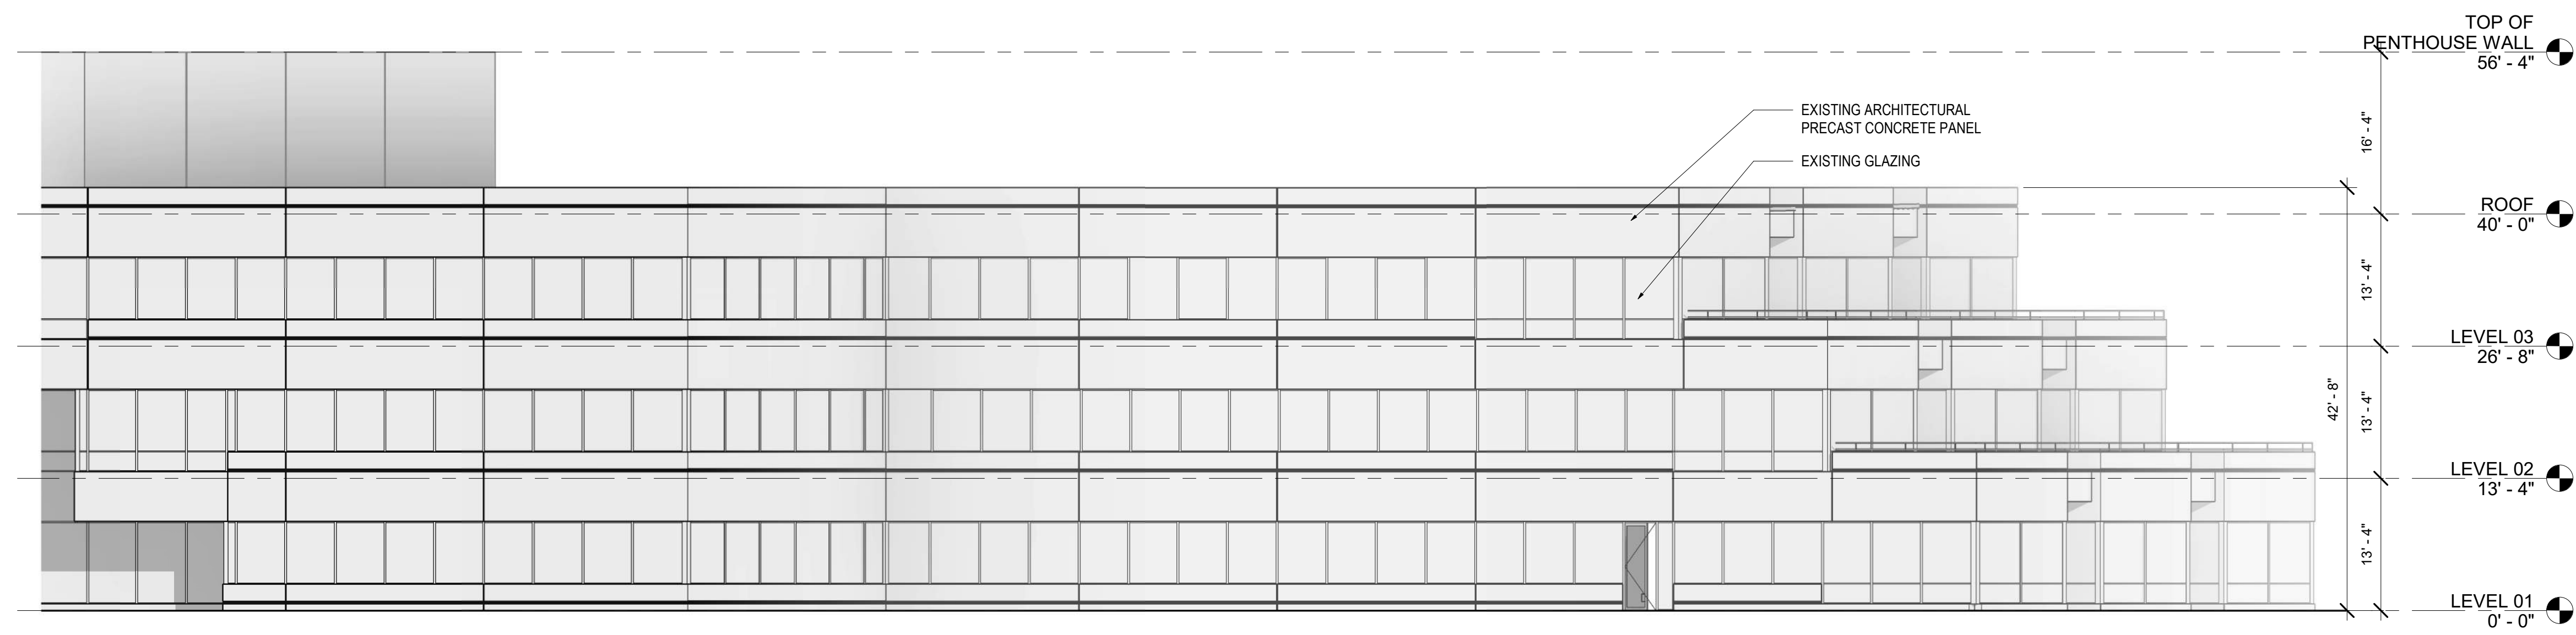 TOP OF
PENTHOUSE WALL
56' - 4"
EXISTING ARCHITECTURAL
PRECAST CONCRETE PANEL
EXISTING GLAZING
16' - 4"
ROOF
40' - 0"
13' - 4"
LEVEL 03
26' - 8"
42' - 8"
13' - 4"
LEVEL 02
13' - 4"
13' - 4"
LEVEL 01
0' - 0"